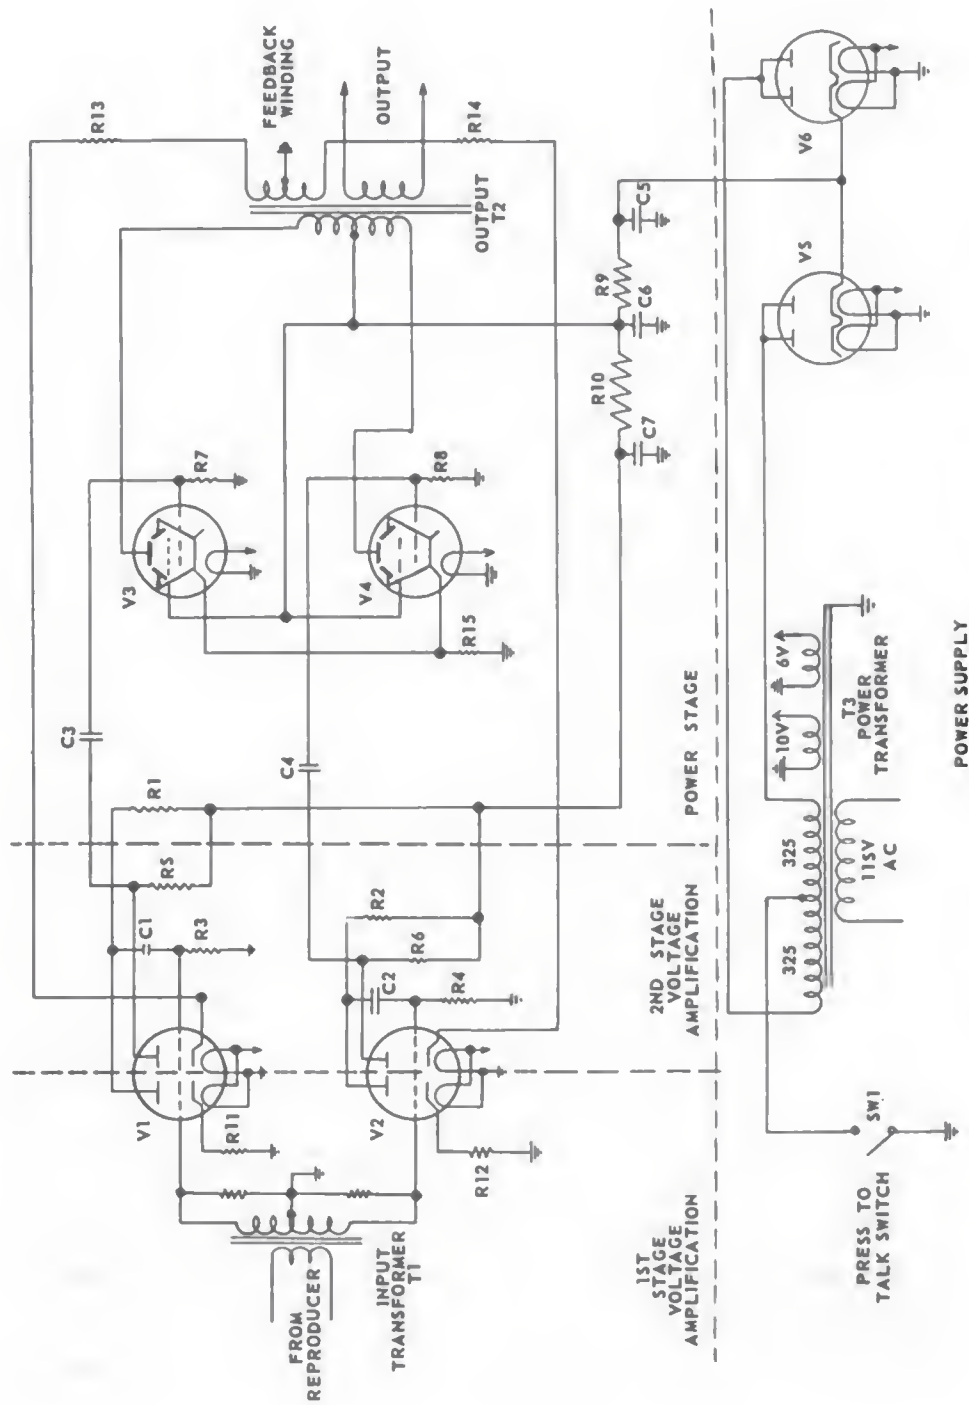 R13
FEEDBACK
WINDING
OUTPUT
R14
OUTPUT
T2
C3
V3
R7
C4
V4
R8
R15
R1
R5
C1
R3
R2
R6
C2
R4
V1
R11
V2
R12
FROM
REPRODUCER
INPUT
TRANSFORMER
T1
R9
C5
C6
R10
C7
1ST
STAGE
VOLTAGE
AMPLIFICATION
2ND STAGE
VOLTAGE
AMPLIFICATION
POWER STAGE
V5
V6
PRESS TO
TALK SWITCH
SW1
325
325
115V
AC
10V
6V
T3
POWER
TRANSFORMER
POWER SUPPLY